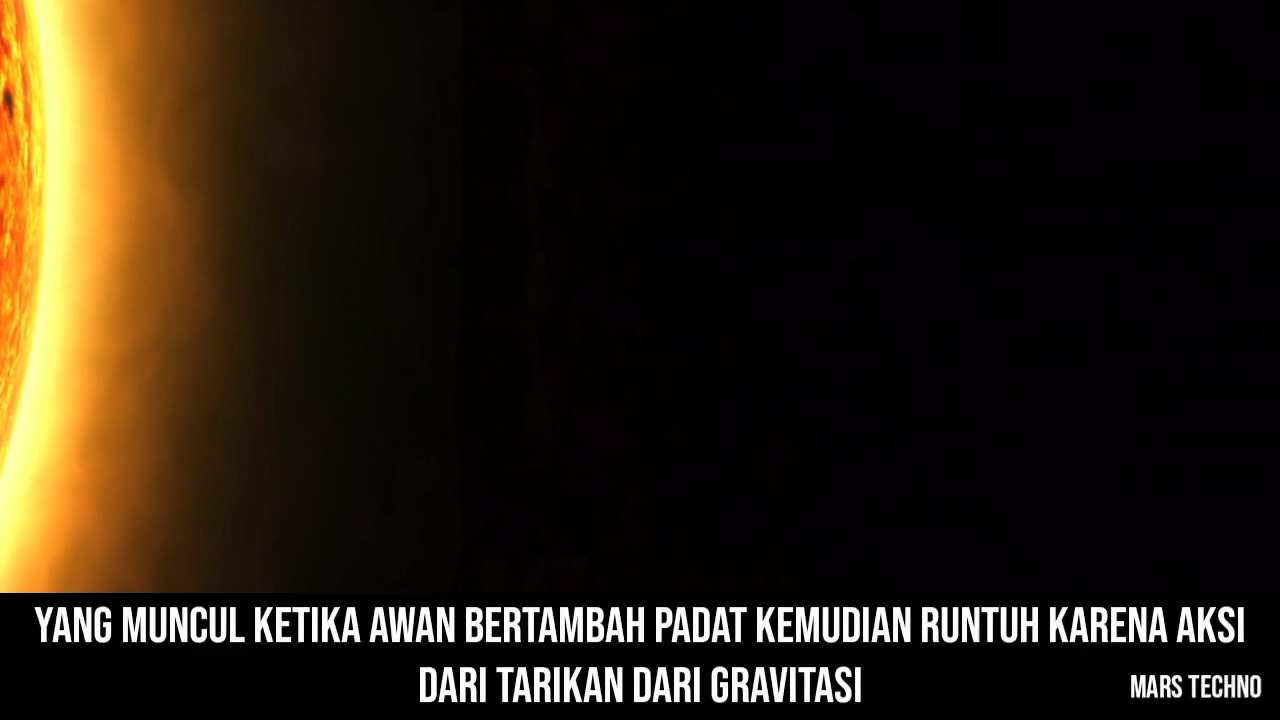 YANG MUNCUL KETIKA AWAN BERTAMBAH PADAT KEMUDIAN RUNTUH KARENA AKSI
DARI TARIKAN DARI GRAVITASI
MARS TECHNO